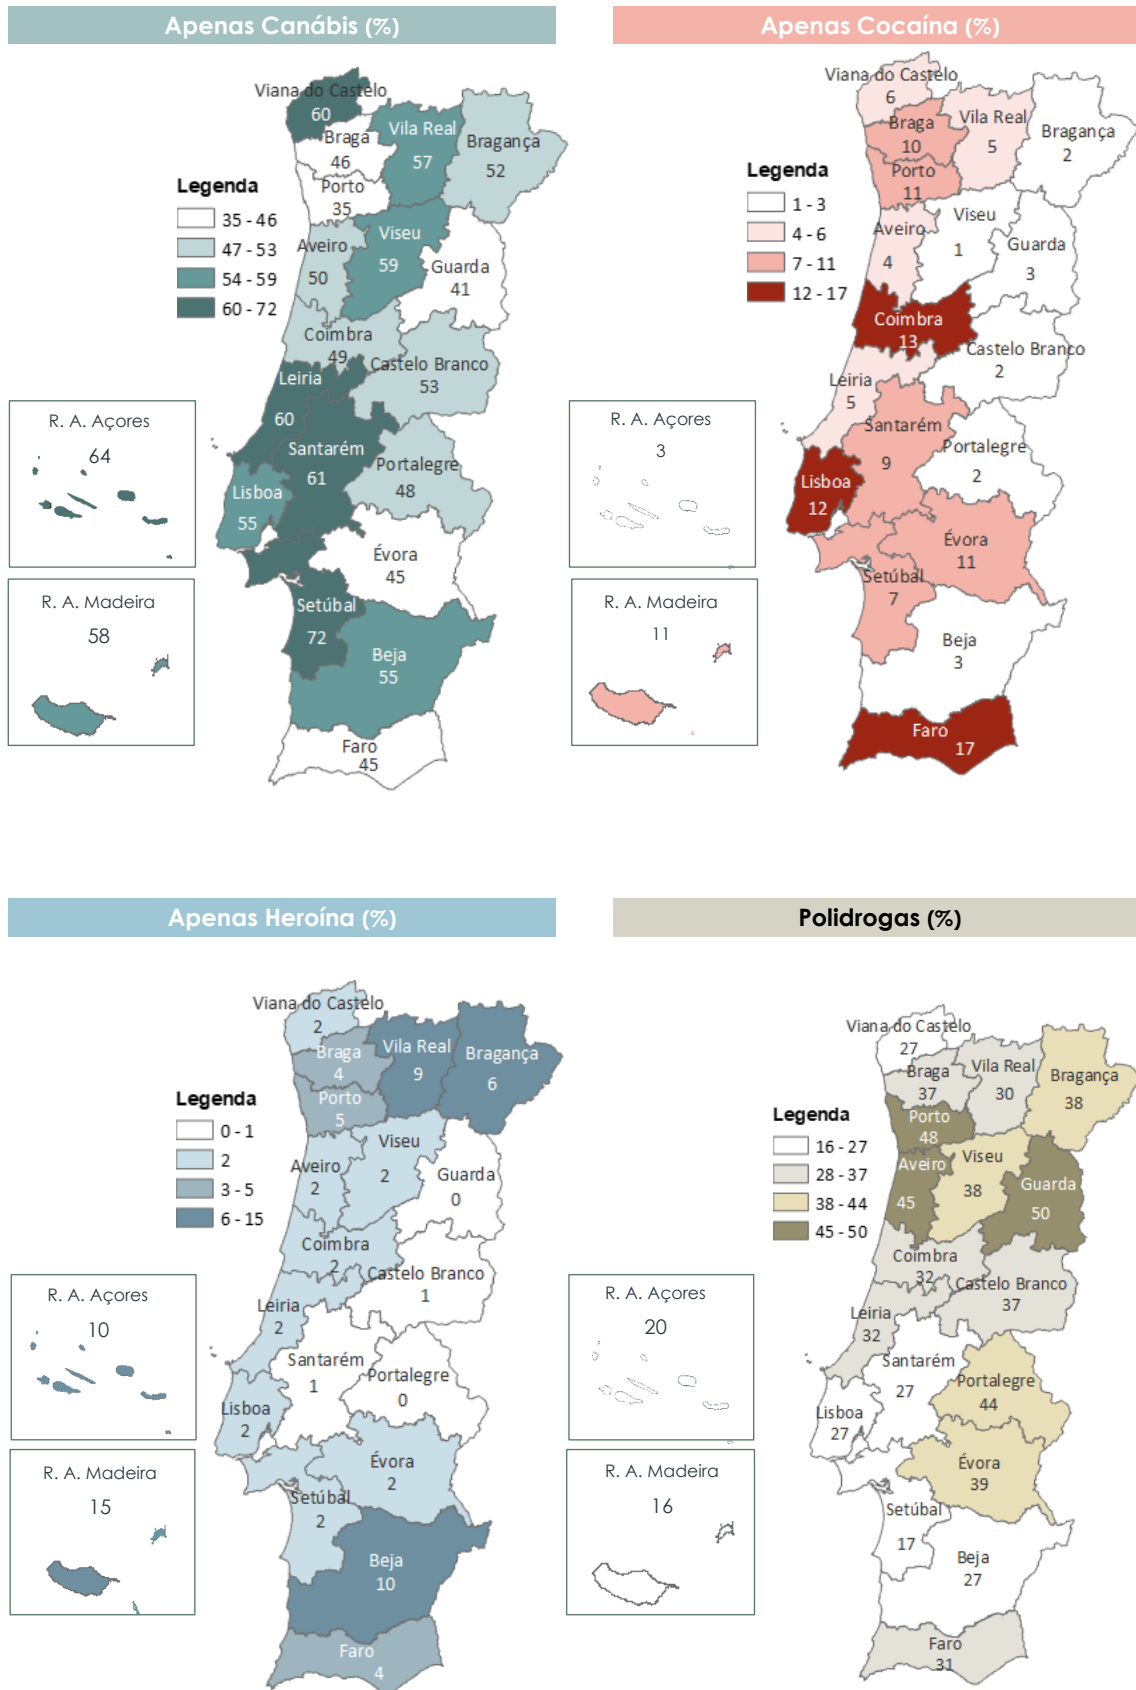 Apenas Canábis (%)
Viana do Castelo
60
Braga
46
Vila Real
57
Bragança
52
Porto
35
Legenda
35 - 46
47 - 53
54 - 59
60 - 72
Aveiro
50
Viseu
59
Guarda
41
Coimbra
49
Castelo Branco
53
Leiria
60
Santarém
61
Portalegre
48
Lisboa
55
Évora
45
Setúbal
72
Beja
55
Faro
45
R. A. Açores
64
R. A. Madeira
58
Apenas Cocaína (%)
Viana do Castelo
6
Braga
10
Vila Real
5
Bragança
2
Porto
11
Legenda
1 - 3
4 - 6
7 - 11
12 - 17
Aveiro
4
Viseu
1
Guarda
3
Coimbra
13
Castelo Branco
2
Leiria
5
Santarém
9
Portalegre
2
Lisboa
12
Évora
11
Setúbal
7
Beja
3
Faro
17
R. A. Açores
3
R. A. Madeira
11
Apenas Heroína (%)
Viana do Castelo
2
Braga
4
Vila Real
9
Bragança
6
Porto
5
Legenda
0 - 1
2
3 - 5
6 - 15
Aveiro
2
Viseu
2
Guarda
0
Coimbra
2
Castelo Branco
1
Leiria
2
Santarém
1
Portalegre
0
Lisboa
2
Évora
2
Setúbal
2
Beja
10
Faro
4
R. A. Açores
10
R. A. Madeira
15
Polidrogas (%)
Viana do Castelo
27
Braga
37
Vila Real
30
Bragança
38
Porto
48
Legenda
16 - 27
28 - 37
38 - 44
45 - 50
Aveiro
45
Viseu
38
Guarda
50
Coimbra
32
Castelo Branco
37
Leiria
32
Santarém
27
Portalegre
44
Lisboa
27
Évora
39
Setúbal
17
Beja
27
Faro
31
R. A. Açores
20
R. A. Madeira
16